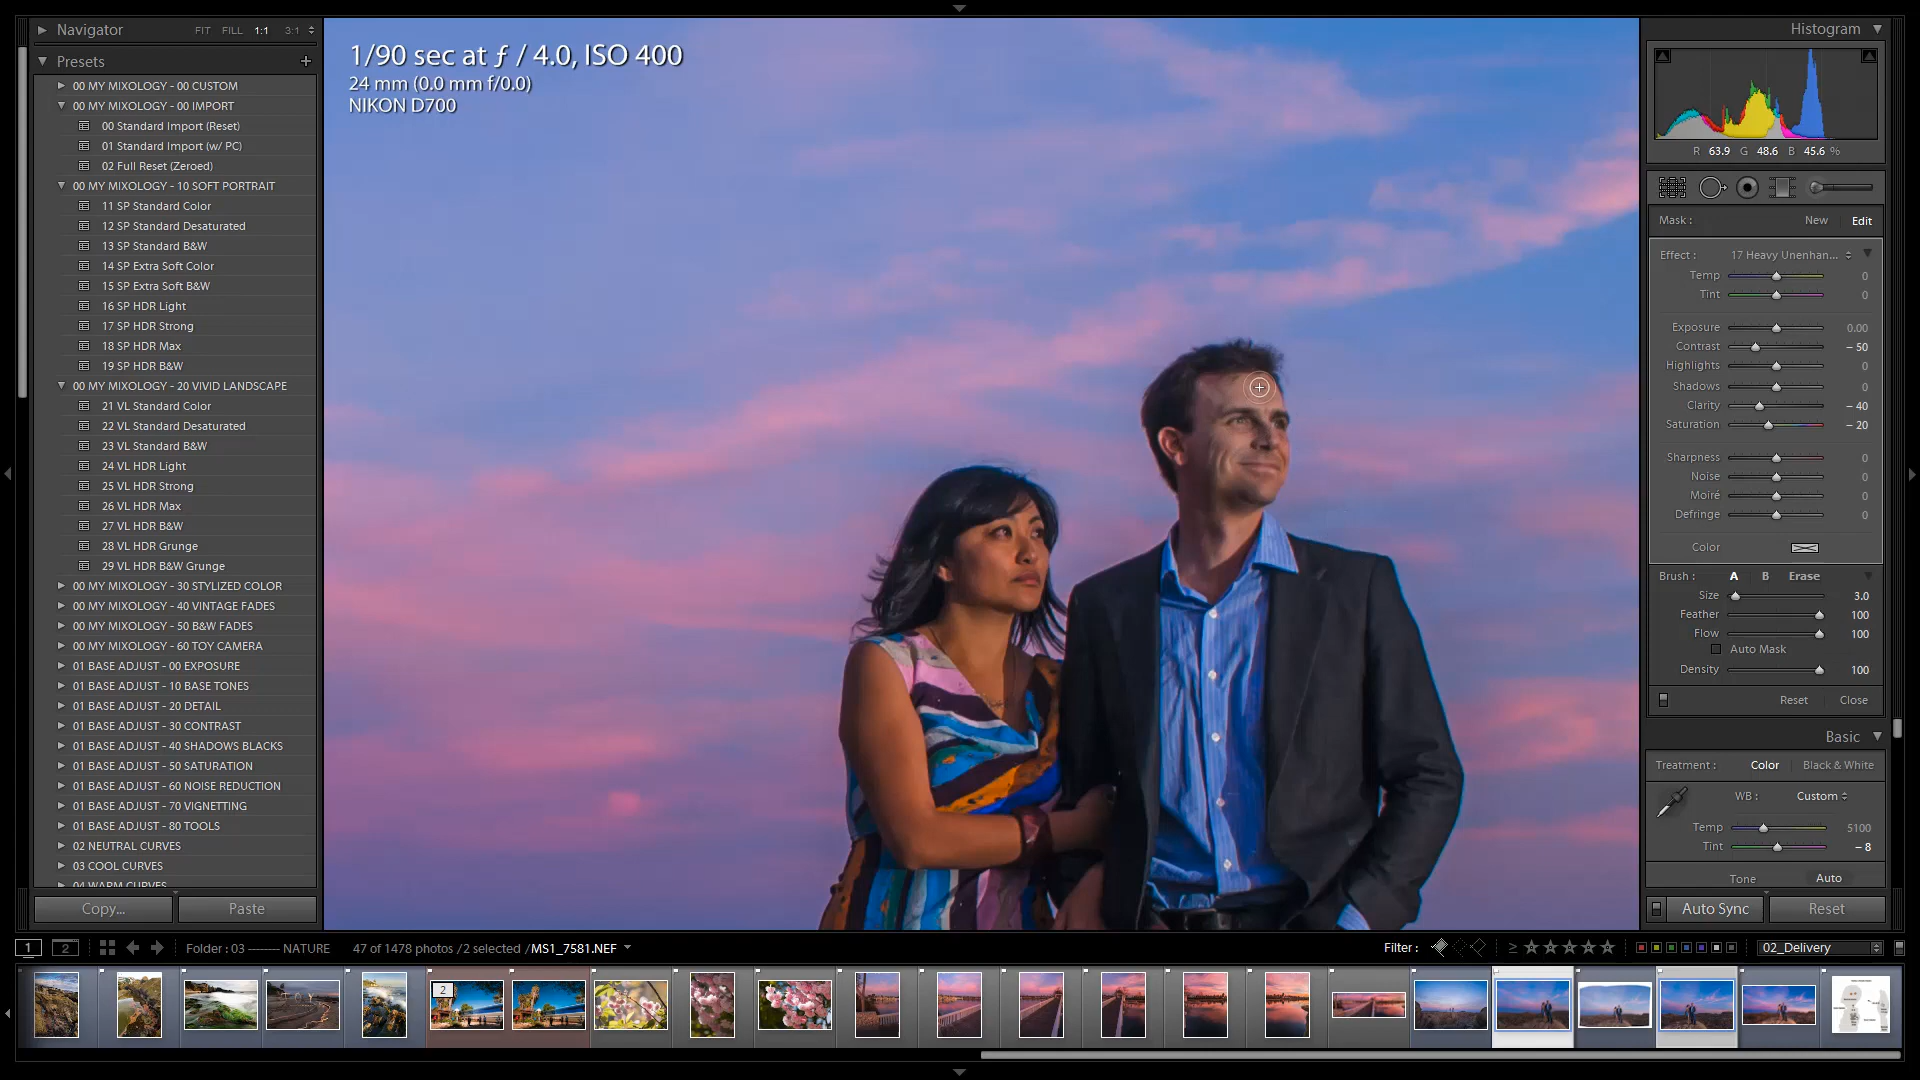 Navigator
FIT FILL 1:1 3:1
Presets +
00 MY MIXOLOGY - 00 CUSTOM
00 MY MIXOLOGY - 00 IMPORT
00 Standard Import (Reset)
01 Standard Import (w/ PC)
02 Full Reset (Zeroed)
00 MY MIXOLOGY - 10 SOFT PORTRAIT
11 SP Standard Color
12 SP Standard Desaturated
13 SP Standard B&W
14 SP Extra Soft Color
15 SP Extra Soft B&W
16 SP HDR Light
17 SP HDR Strong
18 SP HDR Max
19 SP HDR B&W
00 MY MIXOLOGY - 20 VIVID LANDSCAPE
21 VL Standard Color
22 VL Standard Desaturated
23 VL Standard B&W
24 VL HDR Light
25 VL HDR Strong
26 VL HDR Max
27 VL HDR B&W
28 VL HDR Grunge
29 VL HDR B&W Grunge
00 MY MIXOLOGY - 30 STYLIZED COLOR
00 MY MIXOLOGY - 40 VINTAGE FADES
00 MY MIXOLOGY - 50 B&W FADES
00 MY MIXOLOGY - 60 TOY CAMERA
01 BASE ADJUST - 00 EXPOSURE
01 BASE ADJUST - 10 BASE TONES
01 BASE ADJUST - 20 DETAIL
01 BASE ADJUST - 30 CONTRAST
01 BASE ADJUST - 40 SHADOWS BLACKS
01 BASE ADJUST - 50 SATURATION
01 BASE ADJUST - 60 NOISE REDUCTION
01 BASE ADJUST - 70 VIGNETTING
01 BASE ADJUST - 80 TOOLS
02 NEUTRAL CURVES
03 COOL CURVES
04 WARM CURVES
Copy... Paste
1/90 sec at ƒ / 4.0, ISO 400
24 mm (0.0 mm f/0.0)
NIKON D700
Histogram
R 63.9 G 48.6 B 45.6 %
Mask : New Edit
Effect : 17 Heavy Unenhan...
Temp 0
Tint 0
Exposure 0.00
Contrast – 50
Highlights 0
Shadows 0
Clarity – 40
Saturation – 20
Sharpness 0
Noise 0
Moiré 0
Defringe 0
Color
Brush : A B Erase
Size 3.0
Feather 100
Flow 100
Auto Mask
Density 100
Reset Close
Basic
Treatment : Color Black & White
WB : Custom
Temp 5100
Tint – 8
Tone Auto
Auto Sync Reset
1 2 Folder : 03 -------- NATURE 47 of 1478 photos /2 selected /MS1_7581.NEF Filter : ≥ 02_Delivery
2